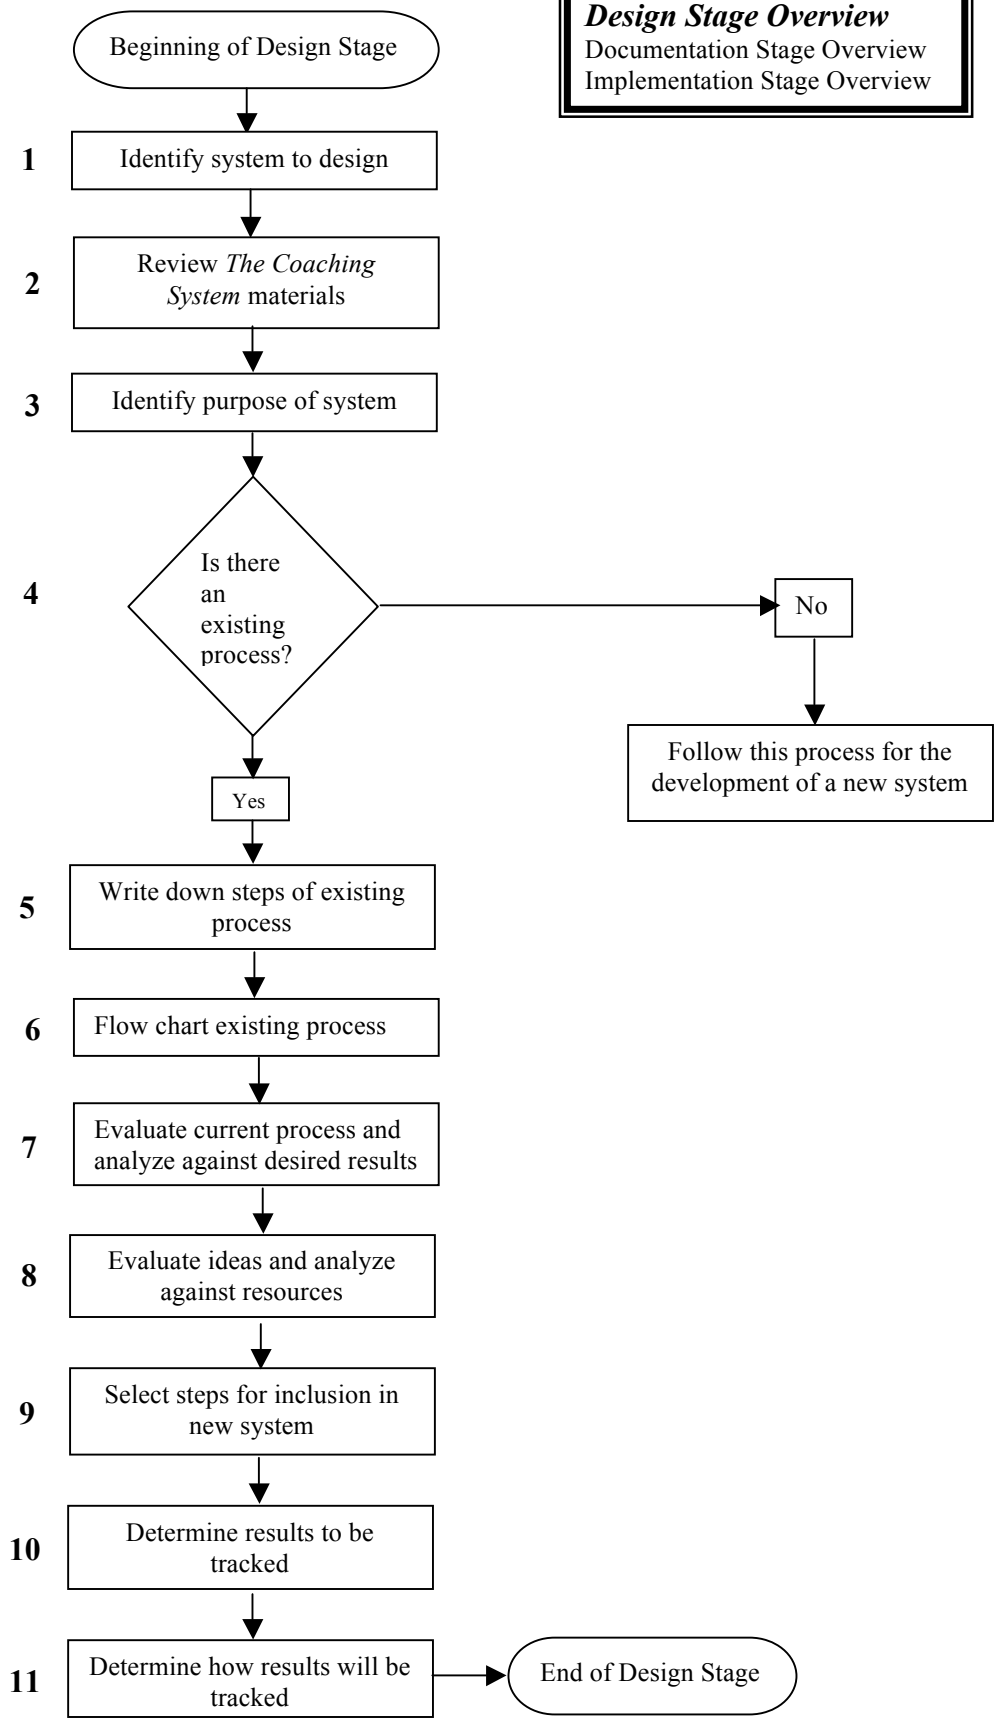 Design Stage Overview
Documentation Stage Overview
Implementation Stage Overview
Beginning of Design Stage
1
Identify system to design
2
Review The Coaching
System materials
3
Identify purpose of system
4
Is there
an
existing
process?
No
Follow this process for the
development of a new system
Yes
5
Write down steps of existing
process
6
Flow chart existing process
7
Evaluate current process and
analyze against desired results
8
Evaluate ideas and analyze
against resources
9
Select steps for inclusion in
new system
10
Determine results to be
tracked
11
Determine how results will be
tracked
End of Design Stage